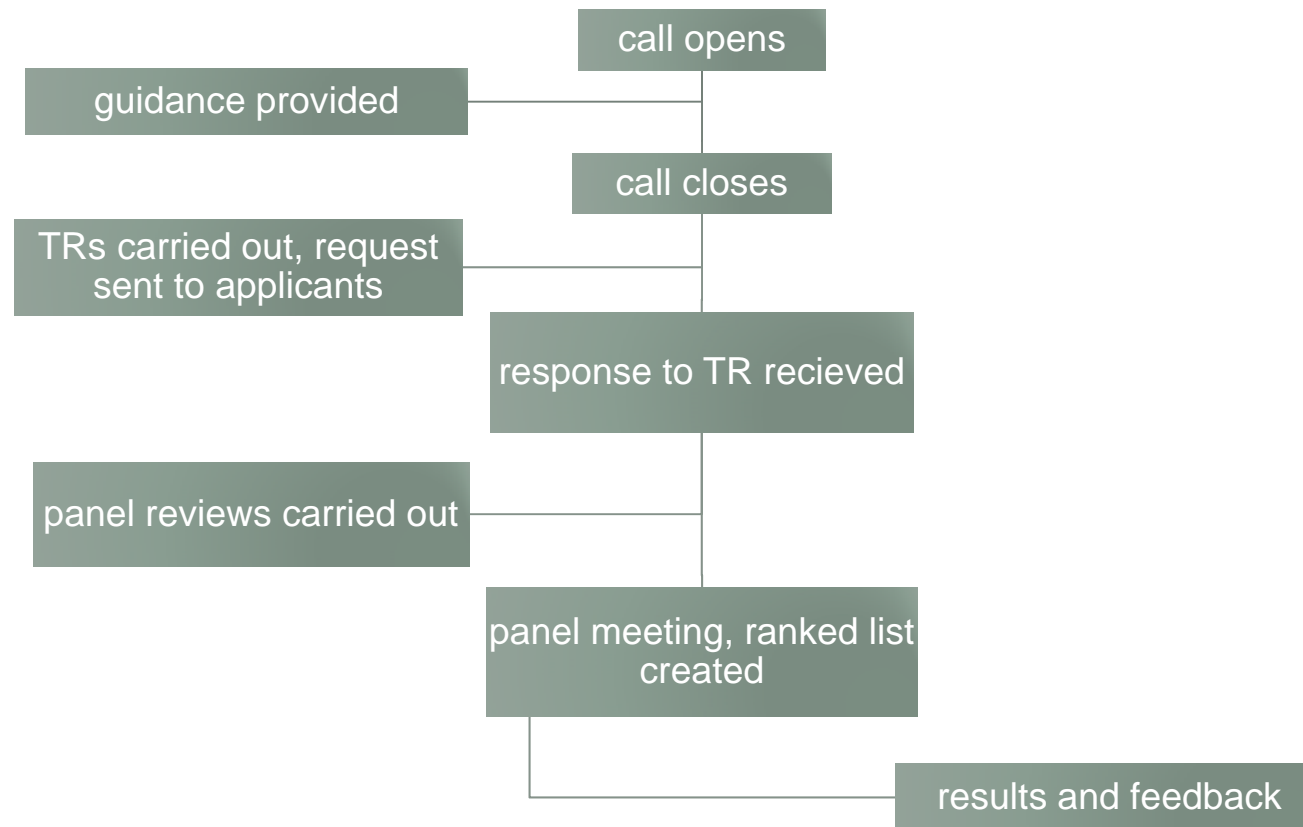 call opens
guidance provided
call closes
TRs carried out, request
sent to applicants
response to TR recieved
panel reviews carried out
panel meeting, ranked list
created
results and feedback